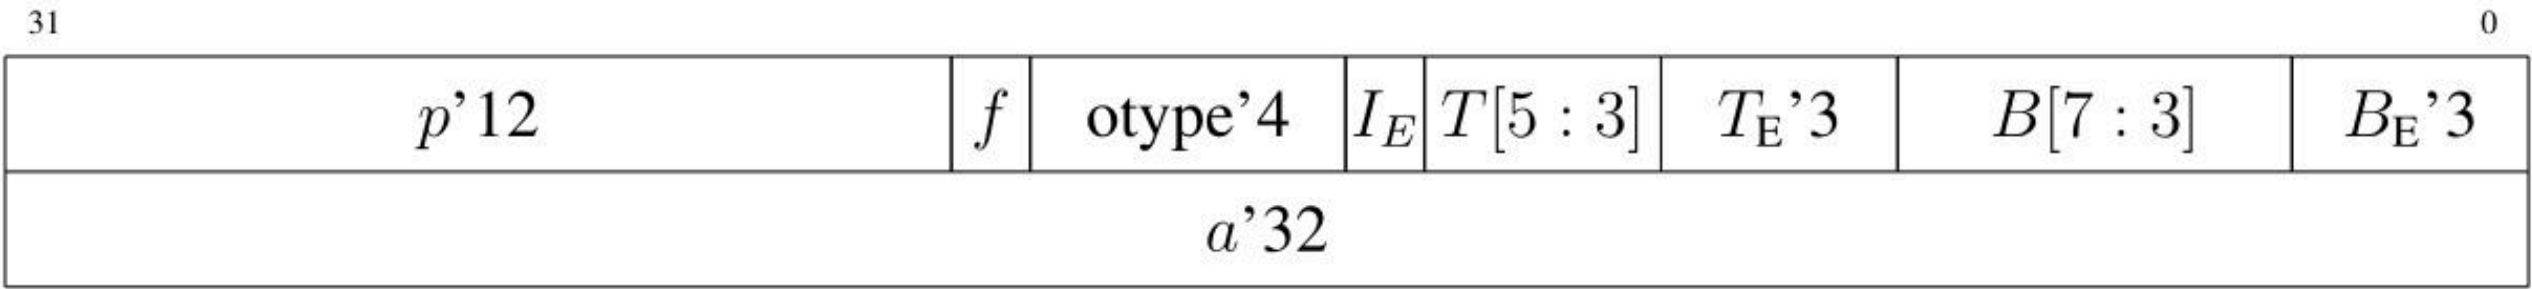 31 0
p’12 f otype’4 I_E T[5 : 3] T_E’3 B[7 : 3] B_E’3
a’32